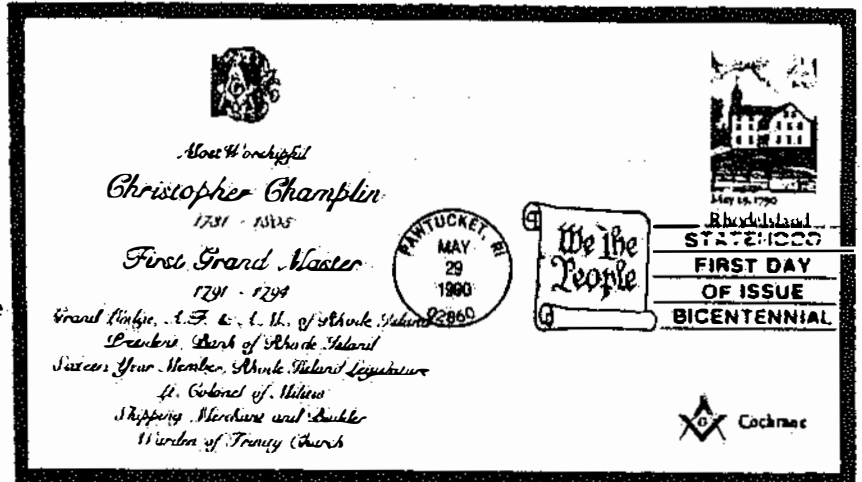 Most Worshipful
Christopher Champlin
1731 - 1805
First Grand Master
1791 - 1794
Grand Lodge, A.F. & A.M. of Rhode Island
President, Bank of Rhode Island
Sixteen Year Member, Rhode Island Legislature
Lt. Colonel of Militia
Shipping Merchant and Builder
Warden of Trinity Church
PAWTUCKET, RI
MAY
29
1990
02860
We the
People
May 29, 1790
Rhode Island
STATEHOOD
FIRST DAY
OF ISSUE
BICENTENNIAL
G
Cochrane